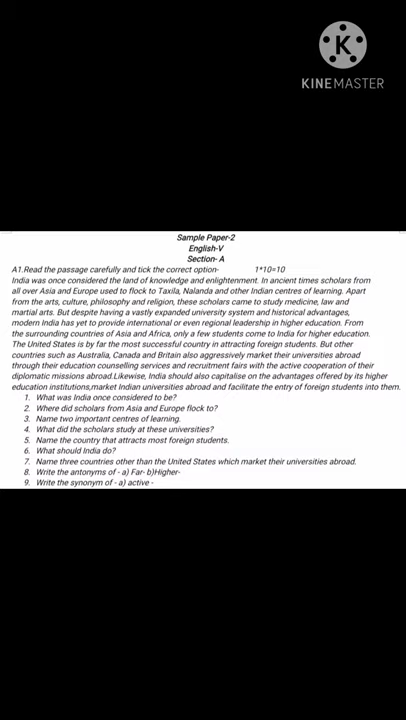 K
KINEMASTER
Sample Paper-2
English-V
Section- A
A1.Read the passage carefully and tick the correct option- 1*10=10
India was once considered the land of knowledge and enlightenment. In ancient times scholars from
all over Asia and Europe used to flock to Taxila, Nalanda and other Indian centres of learning. Apart
from the arts, culture, philosophy and religion, these scholars came to study medicine, law and
martial arts. But despite having a vastly expanded university system and historical advantages,
modern India has yet to provide international or even regional leadership in higher education. From
the surrounding countries of Asia and Africa, only a few students come to India for higher education.
The United States is by far the most successful country in attracting foreign students. But other
countries such as Australia, Canada and Britain also aggressively market their universities abroad
through their education counselling services and recruitment fairs with the active cooperation of their
diplomatic missions abroad.Likewise, India should also capitalise on the advantages offered by its higher
education institutions,market Indian universities abroad and facilitate the entry of foreign students into them.
1. What was India once considered to be?
2. Where did scholars from Asia and Europe flock to?
3. Name two important centres of learning.
4. What did the scholars study at these universities?
5. Name the country that attracts most foreign students.
6. What should India do?
7. Name three countries other than the United States which market their universities abroad.
8. Write the antonyms of - a) Far- b)Higher-
9. Write the synonym of - a) active -